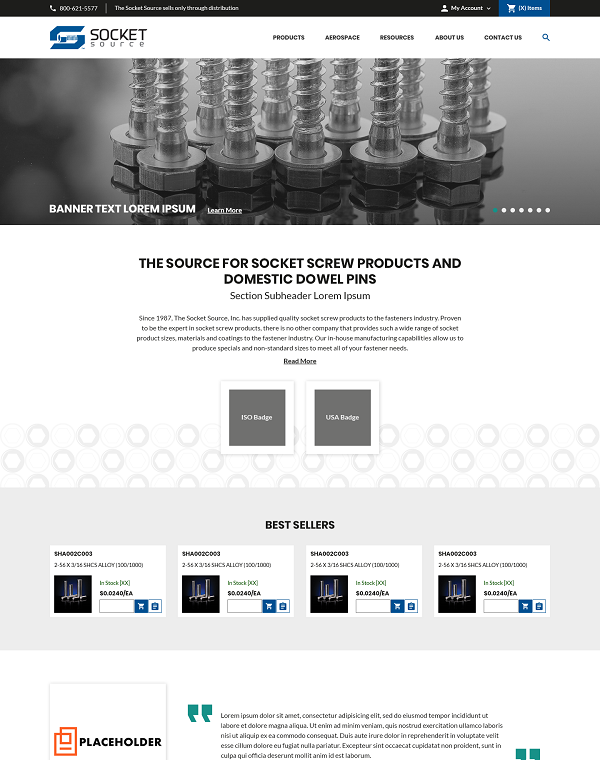 800-621-5577 The Socket Source sells only through distribution My Account (X) Items
SOCKET
source
PRODUCTS AEROSPACE RESOURCES ABOUT US CONTACT US
BANNER TEXT LOREM IPSUM Learn More
THE SOURCE FOR SOCKET SCREW PRODUCTS AND
DOMESTIC DOWEL PINS
Section Subheader Lorem Ipsum
Since 1987, The Socket Source, Inc. has supplied quality socket screw products to the fasteners industry. Proven
to be the expert in socket screw products, there is no other company that provides such a wide range of socket
product sizes, materials and coatings to the fastener industry. Our in-house manufacturing capabilities allow us to
produce specials and non-standard sizes to meet all of your fastener needs.
Read More
ISO Badge USA Badge
BEST SELLERS
SHA002C003 SHA002C003 SHA002C003 SHA002C003
2-56 X 3/16 SHCS ALLOY (100/1000) 2-56 X 3/16 SHCS ALLOY (100/1000) 2-56 X 3/16 SHCS ALLOY (100/1000) 2-56 X 3/16 SHCS ALLOY (100/1000)
In Stock [XX] In Stock [XX] In Stock [XX] In Stock [XX]
$0.0240/EA $0.0240/EA $0.0240/EA $0.0240/EA
PLACEHOLDER
Lorem ipsum dolor sit amet, consectetur adipisicing elit, sed do eiusmod tempor incididunt ut
labore et dolore magna aliqua. Ut enim ad minim veniam, quis nostrud exercitation ullamco laboris
nisi ut aliquip ex ea commodo consequat. Duis aute irure dolor in reprehenderit in voluptate velit
esse cillum dolore eu fugiat nulla pariatur. Excepteur sint occaecat cupidatat non proident, sunt in
culpa qui officia deserunt mollit anim id est laborum.